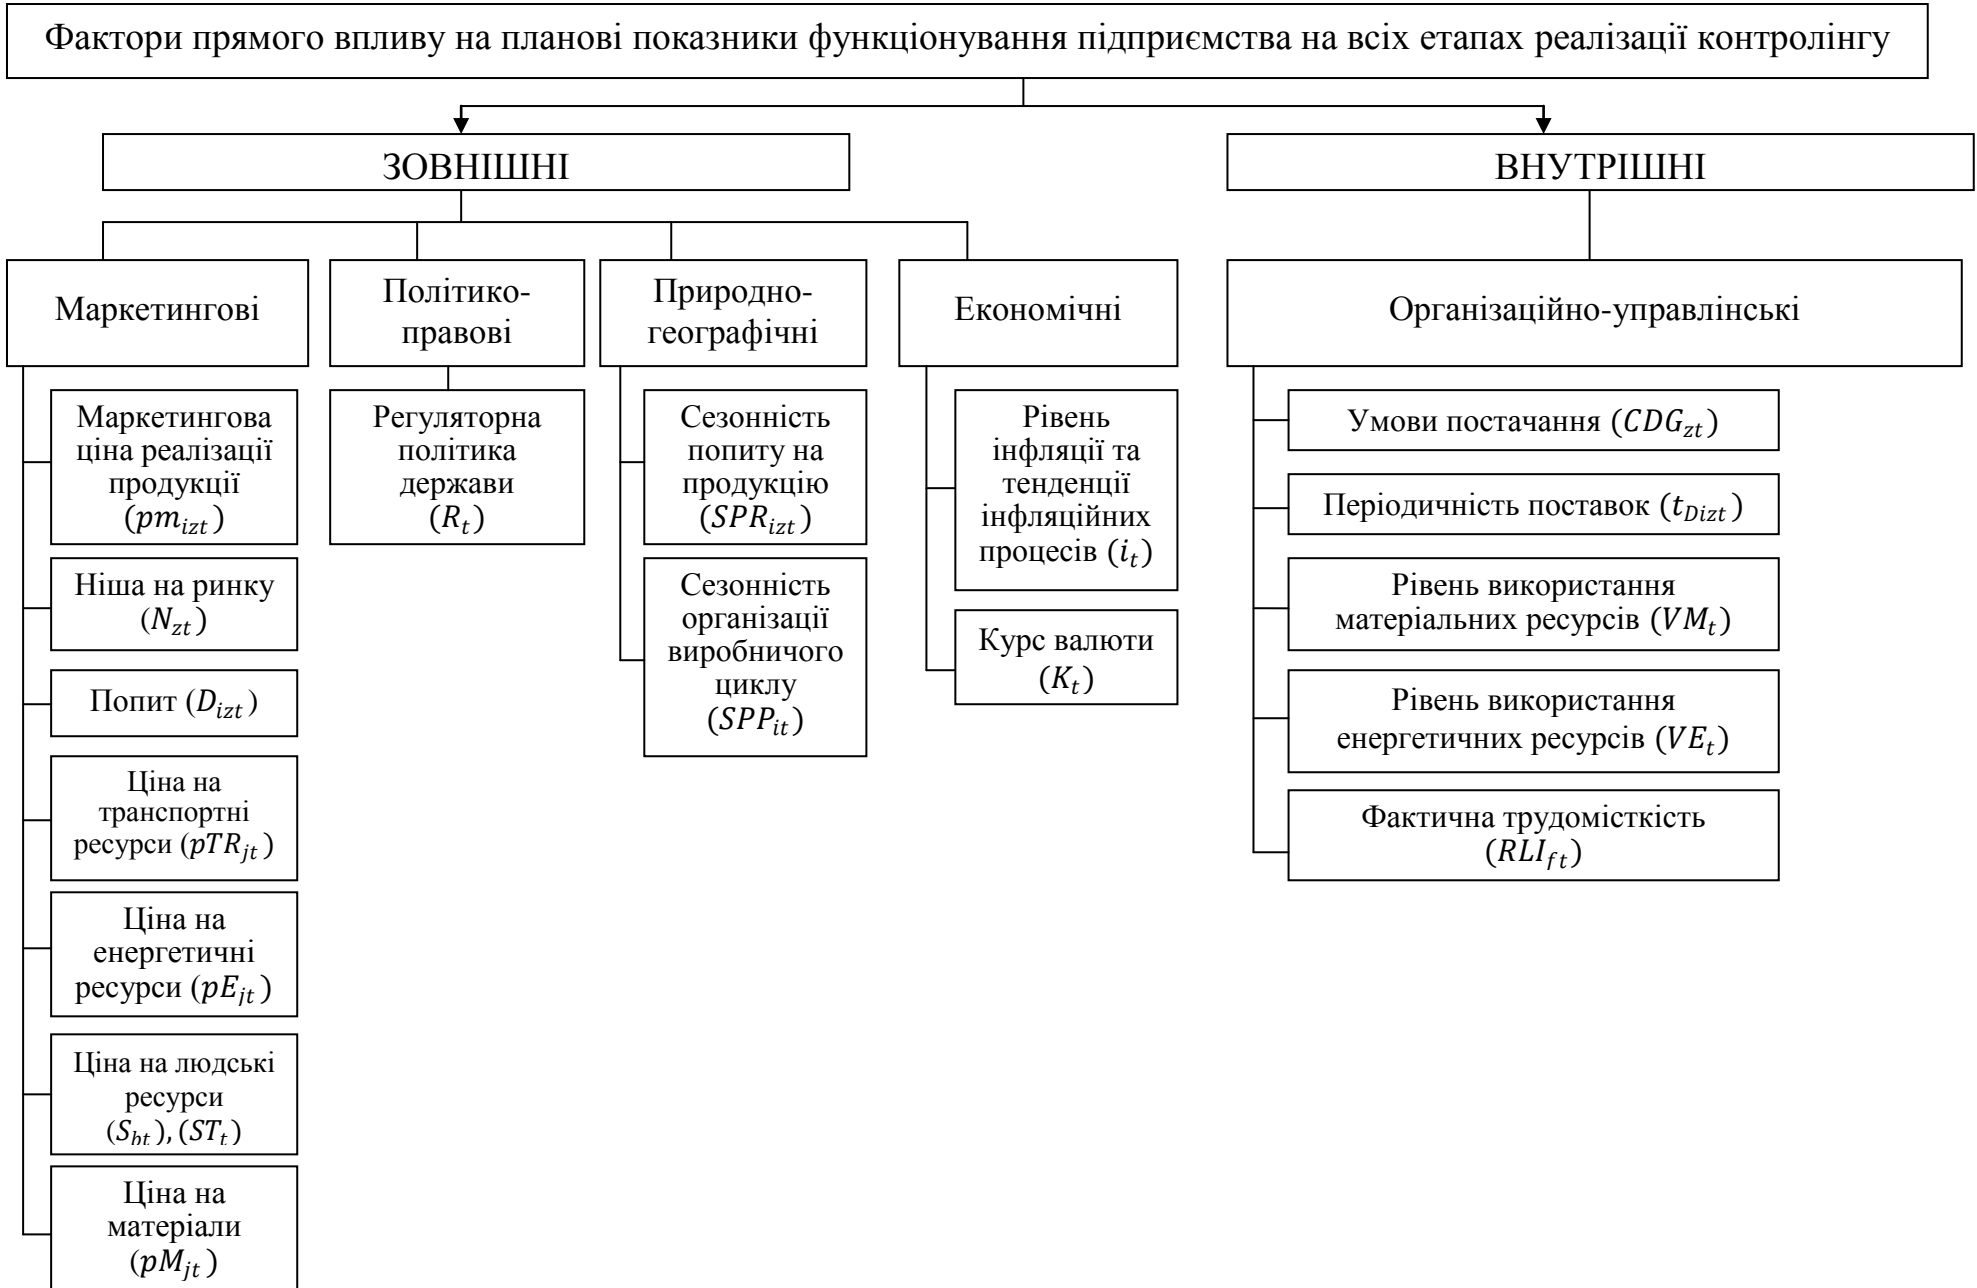 Фактори прямого впливу на планові показники функціонування підприємства на всіх етапах реалізації контролінгу
ЗОВНІШНІ
ВНУТРІШНІ
Маркетингові
Політико-
правові
Природно-
географічні
Економічні
Організаційно-управлінські
Маркетингова
ціна реалізації
продукції
(pm_izt)
Ніша на ринку
(N_zt)
Попит (D_izt)
Ціна на
транспортні
ресурси (pTR_jt)
Ціна на
енергетичні
ресурси (pE_jt)
Ціна на людські
ресурси
(S_bt), (ST_t)
Ціна на
матеріали
(pM_jt)
Регуляторна
політика
держави
(R_t)
Сезонність
попиту на
продукцію
(SPR_izt)
Сезонність
організації
виробничого
циклу
(SPP_it)
Рівень
інфляції та
тенденції
інфляційних
процесів (i_t)
Курс валюти
(K_t)
Умови постачання (CDG_zt)
Періодичність поставок (t_Dizt)
Рівень використання
матеріальних ресурсів (VM_t)
Рівень використання
енергетичних ресурсів (VE_t)
Фактична трудомісткість
(RLI_ft)